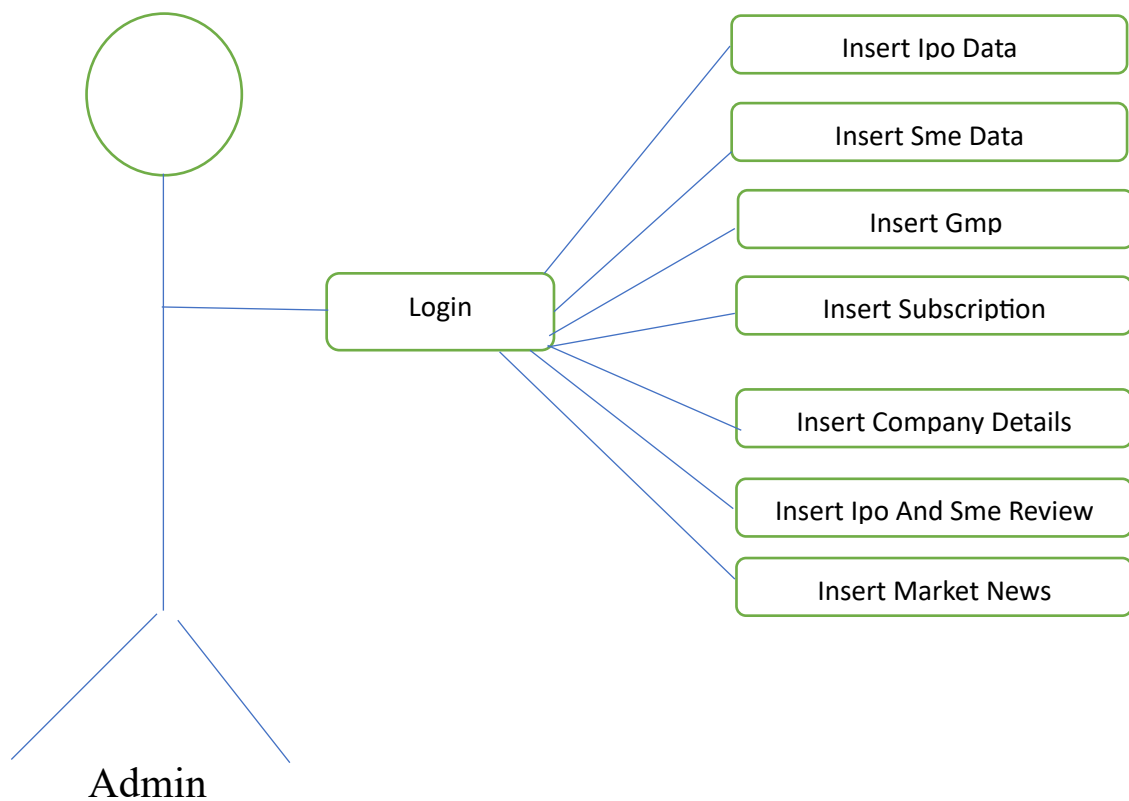 Insert Ipo Data
Insert Sme Data
Insert Gmp
Insert Subscription
Login
Insert Company Details
Insert Ipo And Sme Review
Insert Market News
Admin